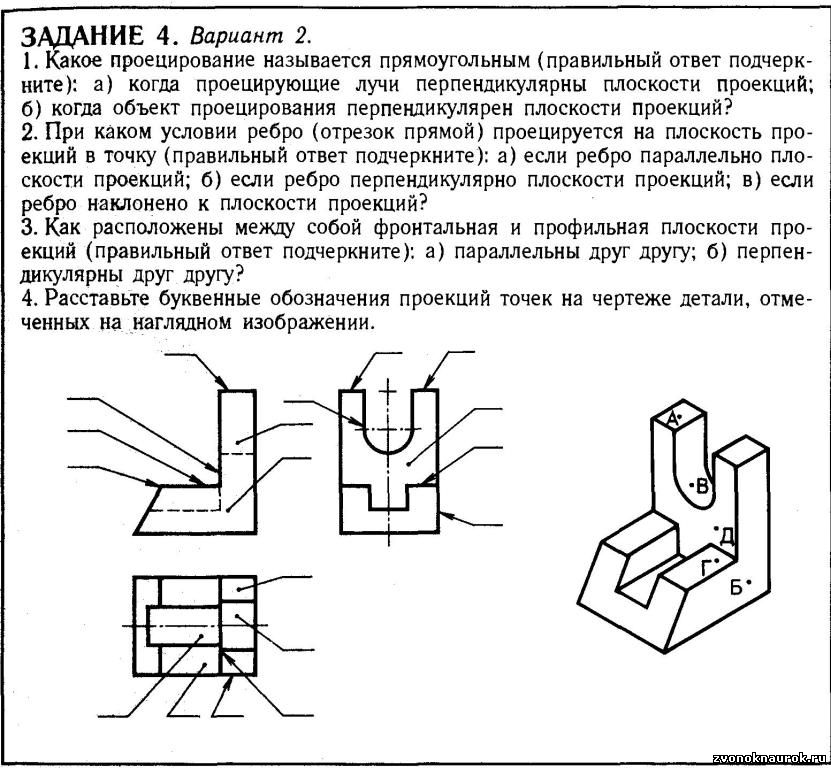 ЗАДАНИЕ 4. Вариант 2.
1. Какое проецирование называется прямоугольным (правильный ответ подчерк-
ните): а) когда проецирующие лучи перпендикулярны плоскости проекций;
б) когда объект проецирования перпендикулярен плоскости проекций?
2. При каком условии ребро (отрезок прямой) проецируется на плоскость про-
екций в точку (правильный ответ подчеркните): а) если ребро параллельно пло-
скости проекций; б) если ребро перпендикулярно плоскости проекций; в) если
ребро наклонено к плоскости проекций?
3. Как расположены между собой фронтальная и профильная плоскости про-
екций (правильный ответ подчеркните): а) параллельны друг другу; б) перпен-
дикулярны друг другу?
4. Расставьте буквенные обозначения проекций точек на чертеже детали, отме-
ченных на наглядном изображении.
А
В
Д
Г
Б
zvonoknaurok.ru